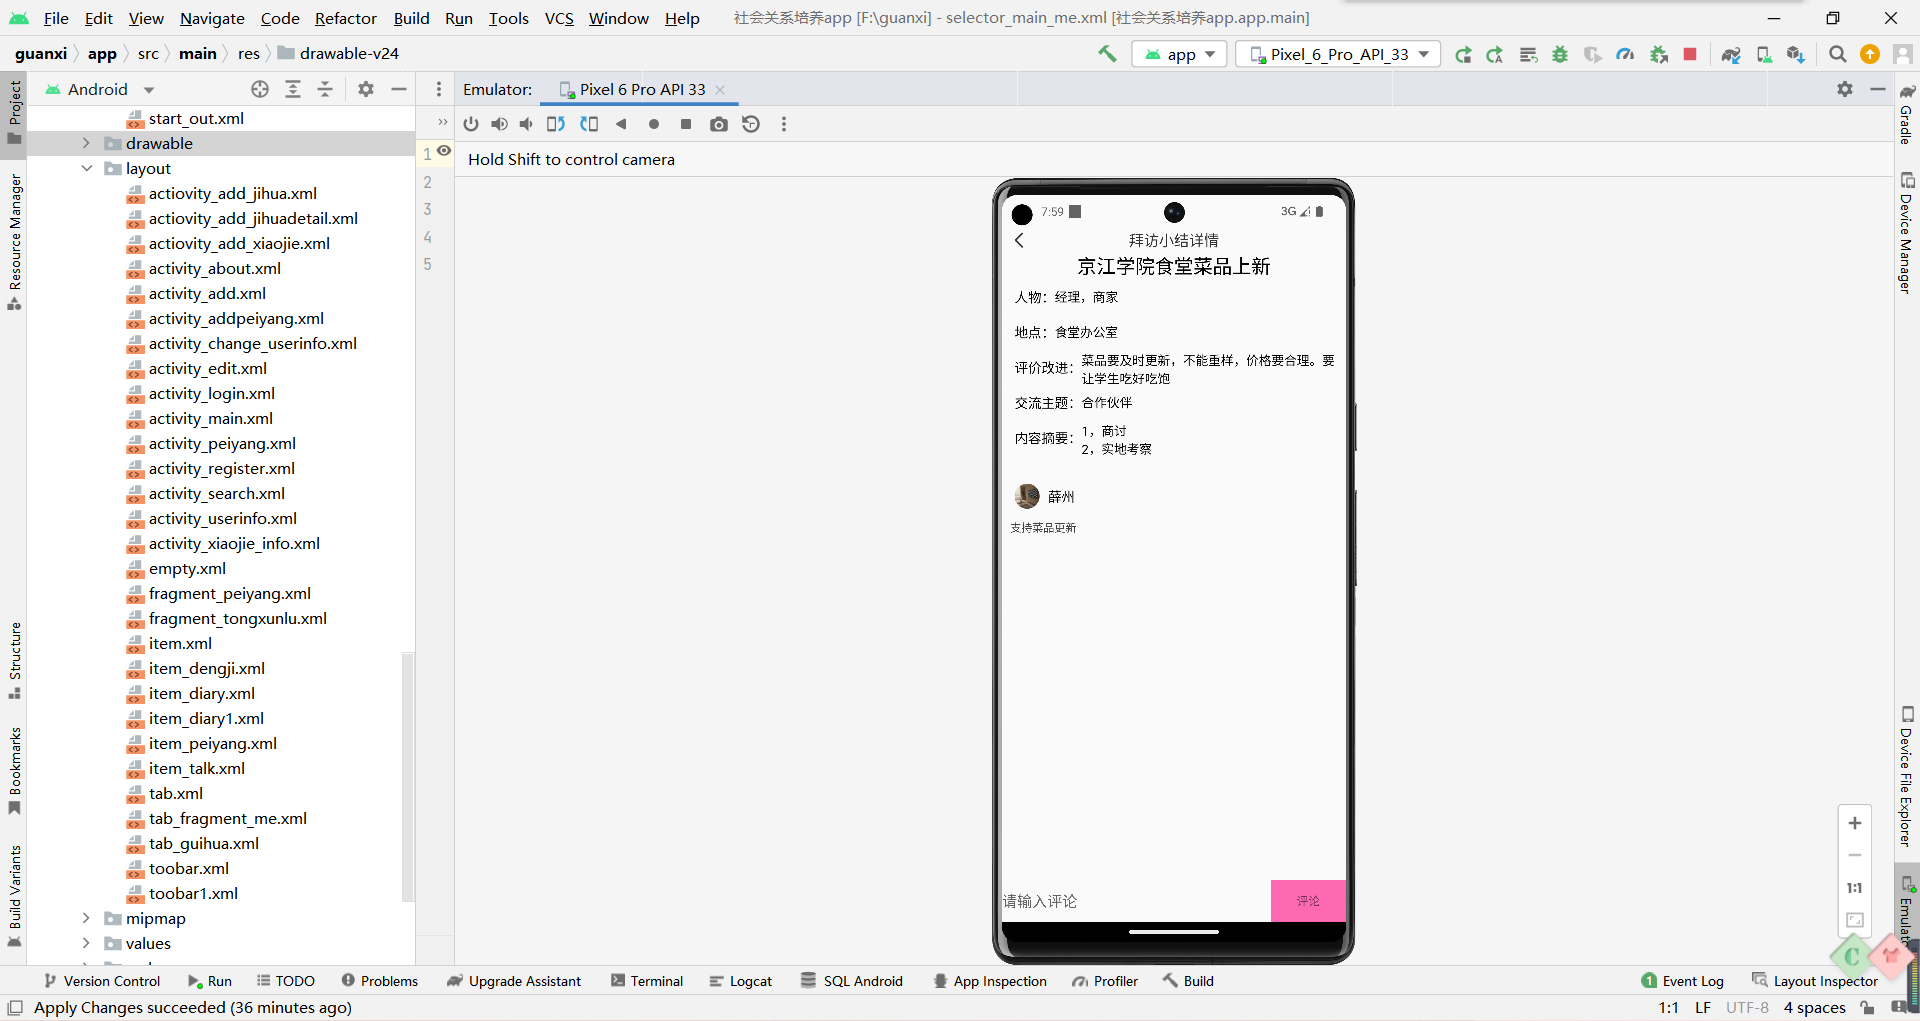 File Edit View Navigate Code Refactor Build Run Tools VCS Window Help 社会关系培养app [F:\guanxi] - selector_main_me.xml [社会关系培养app.app.main]
guanxi app src main res drawable-v24 app Pixel_6_Pro_API_33
Android Emulator: Pixel 6 Pro API 33
Hold Shift to control camera
start_out.xml
drawable
layout
actiovity_add_jihua.xml
actiovity_add_jihuadetail.xml
actiovity_add_xiaojie.xml
activity_about.xml
activity_add.xml
activity_addpeiyang.xml
activity_change_userinfo.xml
activity_edit.xml
activity_login.xml
activity_main.xml
activity_peiyang.xml
activity_register.xml
activity_search.xml
activity_userinfo.xml
activity_xiaojie_info.xml
empty.xml
fragment_peiyang.xml
fragment_tongxunlu.xml
item.xml
item_dengji.xml
item_diary.xml
item_diary1.xml
item_peiyang.xml
item_talk.xml
tab.xml
tab_fragment_me.xml
tab_guihua.xml
toobar.xml
toobar1.xml
mipmap
values
1
2
3
4
5
7:59 3G
拜访小结详情
京江学院食堂菜品上新
人物：经理，商家
地点：食堂办公室
评价改进：菜品要及时更新，不能重样，价格要合理。要
让学生吃好吃饱
交流主题：合作伙伴
内容摘要：1，商讨
2，实地考察
薛州
支持菜品更新
请输入评论 评论
1:1
Project
Resource Manager
Structure
Bookmarks
Build Variants
Gradle
Device Manager
Device File Explorer
Emulator
C
Version Control Run TODO Problems Upgrade Assistant Terminal Logcat SQL Android App Inspection Profiler Build 1 Event Log Layout Inspector
Apply Changes succeeded (36 minutes ago) 1:1 LF UTF-8 4 spaces